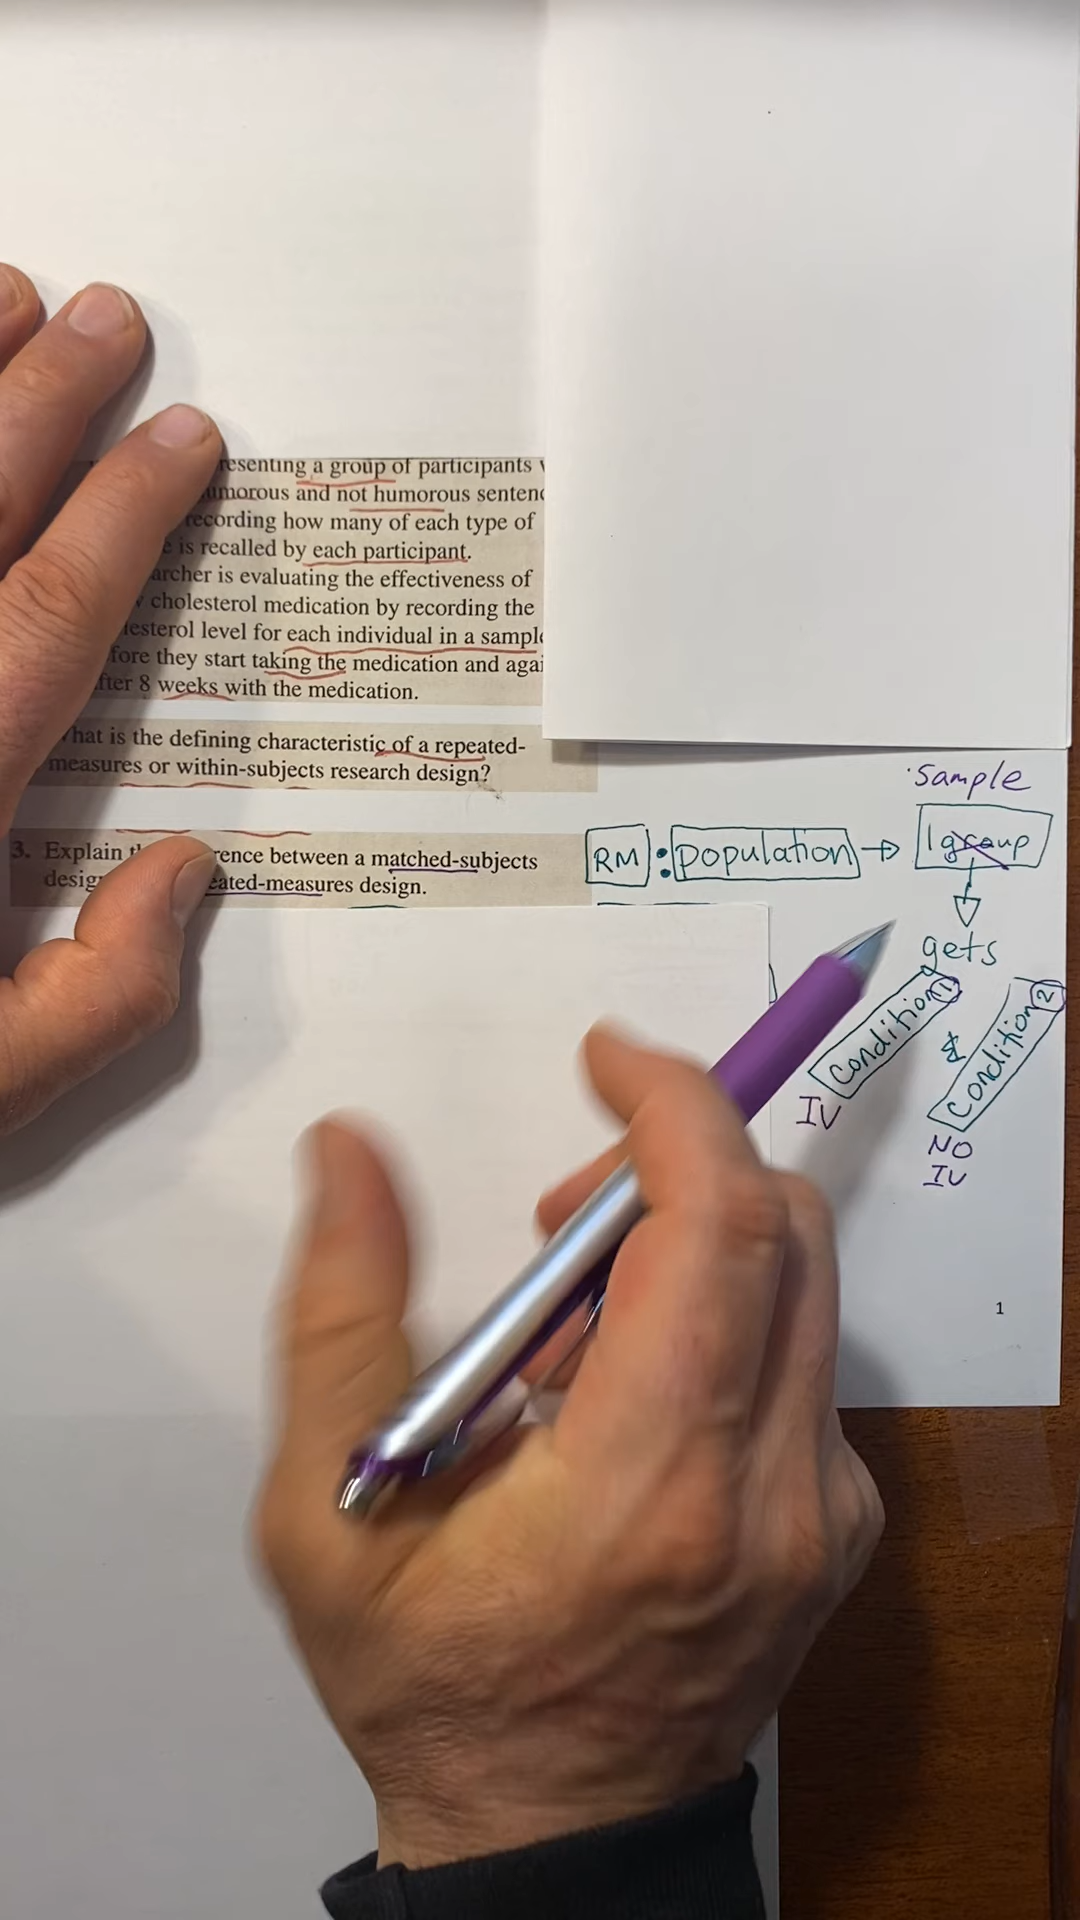 a group of participants
and not humorous
recording how many of each type of
is recalled by each participant.
archer is evaluating the effectiveness of
cholesterol medication by recording the
lesterol level for each individual in a sampl
fore they start taking the medication and agai
fter 8 weeks with the medication.
hat is the defining characteristic of a repeated-
measures or within-subjects research design?
3. Explain rence between a matched-subjects
desig eated-measures design.
Sample
RM : population → 1 group
gets
Condition 1 & Condition 2
IV
NO
IV
1